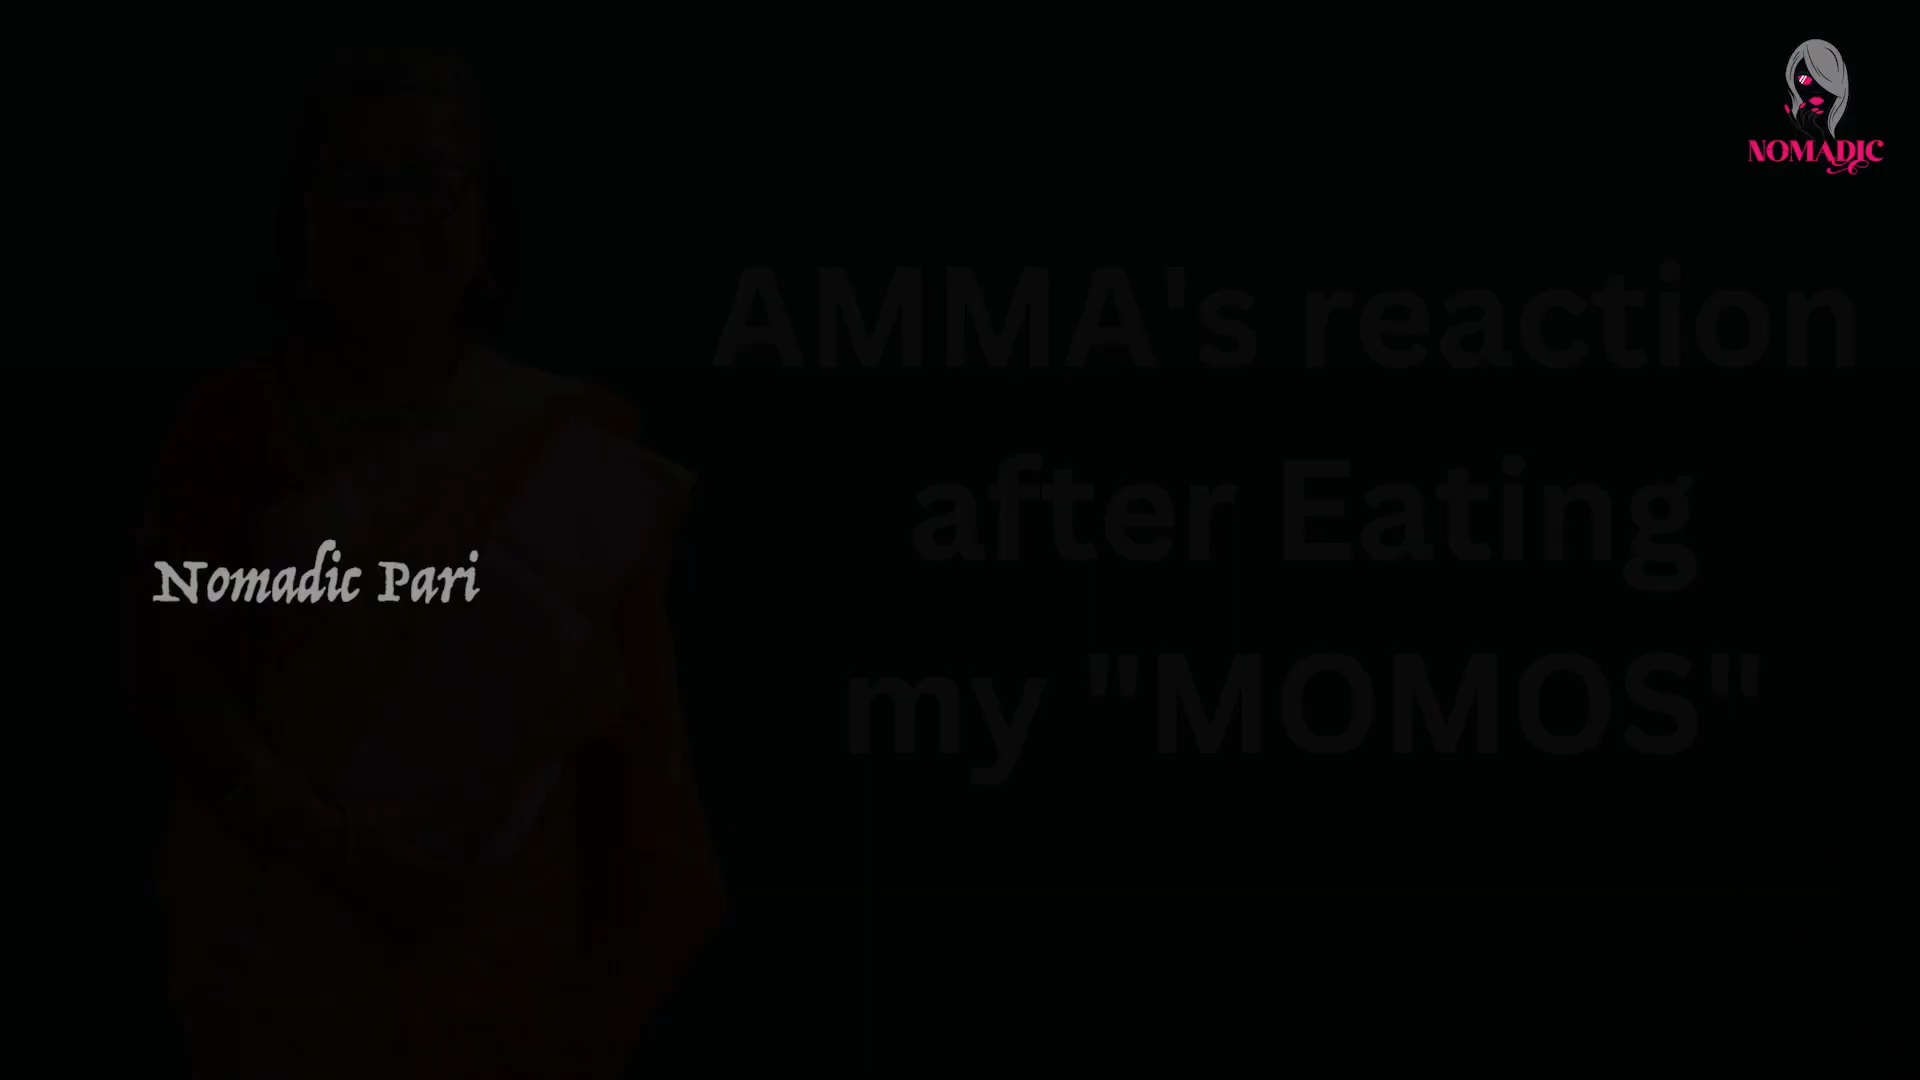 NOMADIC
AMMA's reaction
after Eating
my "MOMOS"
Nomadic Pari